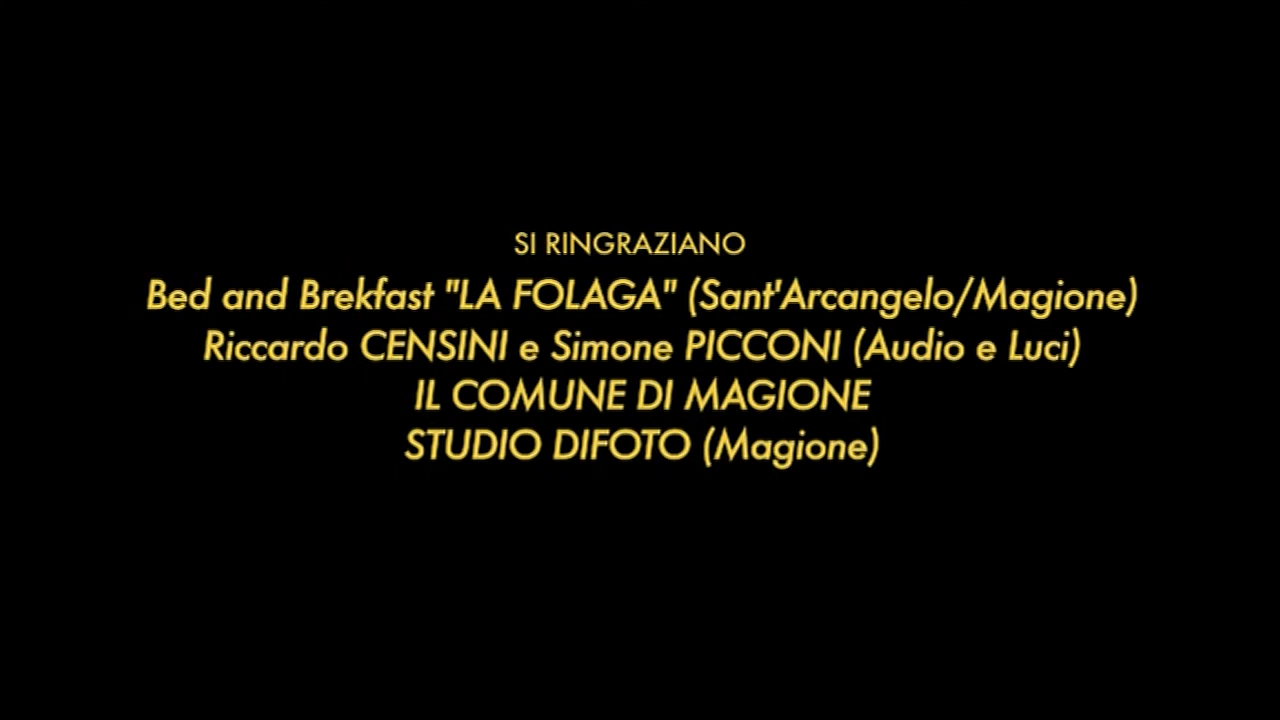 SI RINGRAZIANO
Bed and Brekfast "LA FOLAGA" (Sant'Arcangelo/Magione)
Riccardo CENSINI e Simone PICCONI (Audio e Luci)
IL COMUNE DI MAGIONE
STUDIO DIFOTO (Magione)